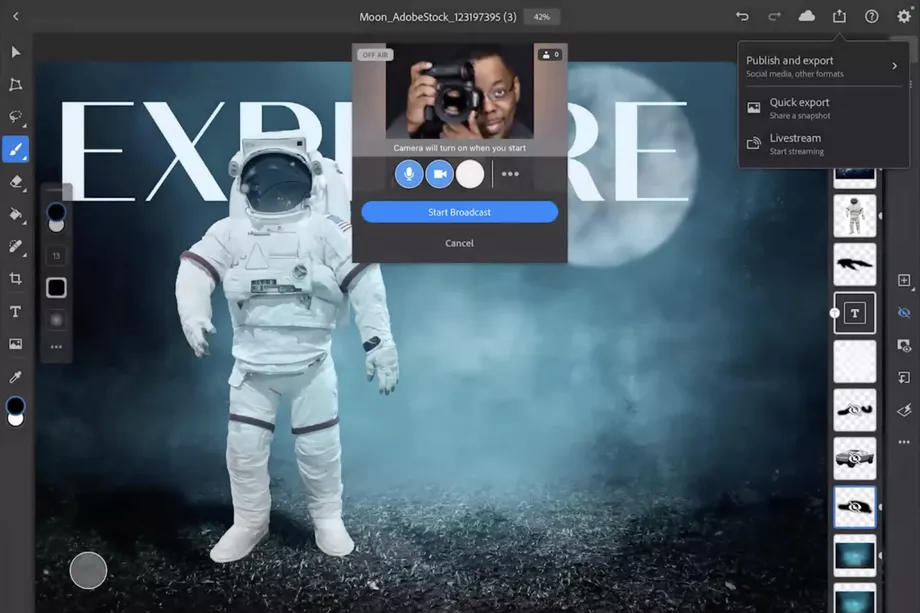 Moon_AdobeStock_123197395 (3)
42%
OFF AIR
0
Publish and export
Social media, other formats
Quick export
Share a snapshot
Livestream
Start streaming
EXPL RE
Camera will turn on when you start
Start Broadcast
Cancel
13
T
T
T